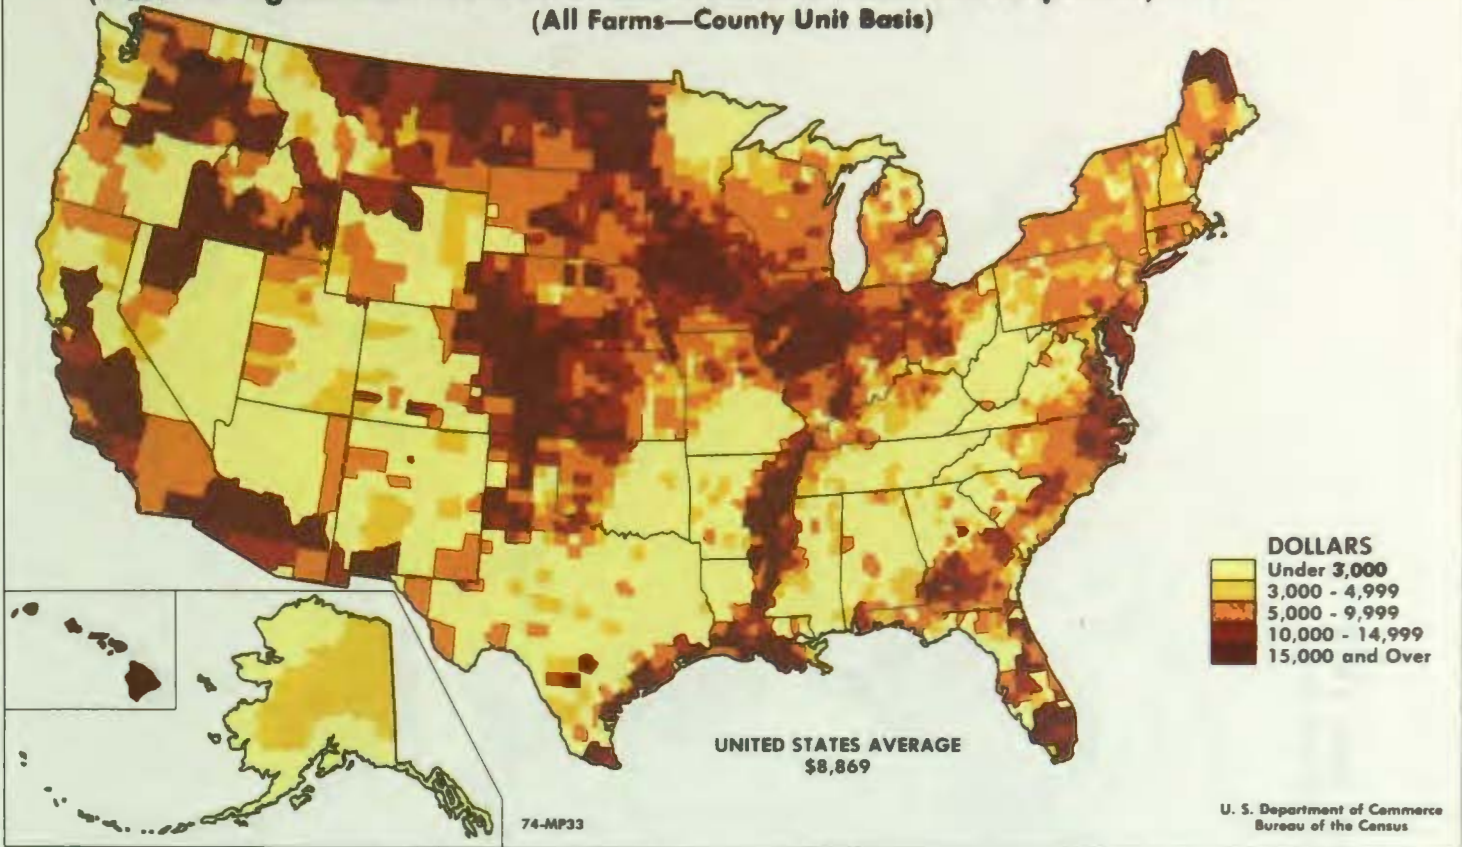 (All Farms—County Unit Basis)
DOLLARS
Under 3,000
3,000 - 4,999
5,000 - 9,999
10,000 - 14,999
15,000 and Over
UNITED STATES AVERAGE
$8,869
74-MP33
U. S. Department of Commerce
Bureau of the Census